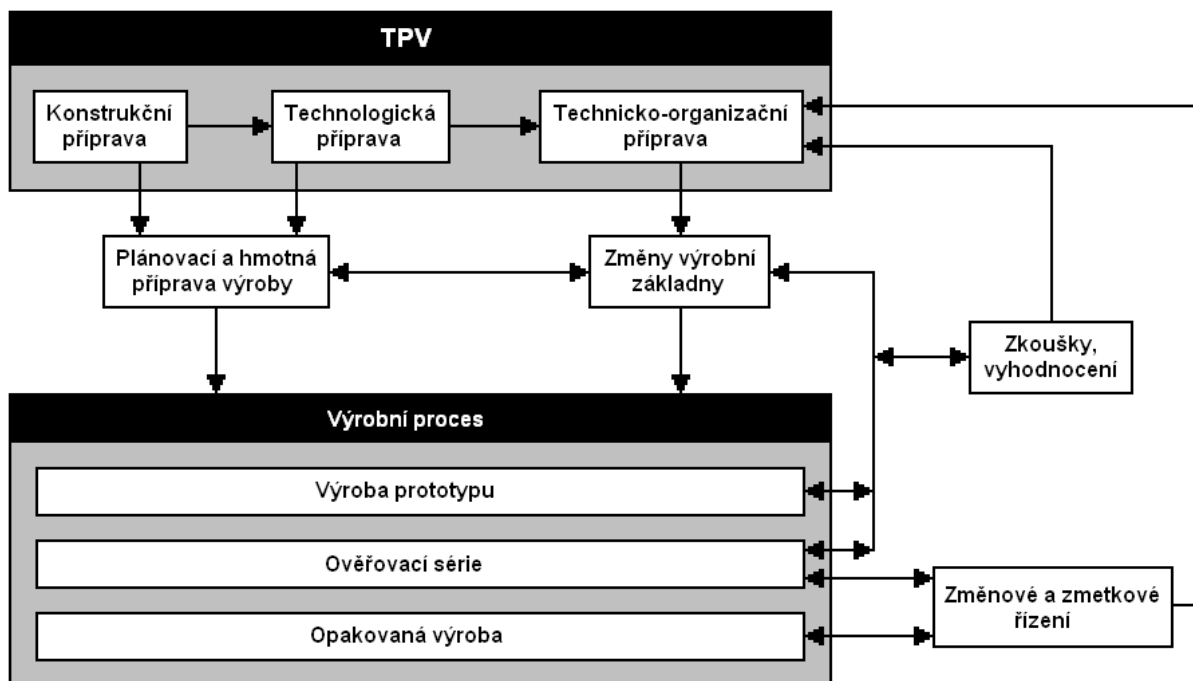 TPV
Konstrukční
příprava
Technologická
příprava
Technicko-organizační
příprava
Plánovací a hmotná
příprava výroby
Změny výrobní
základny
Zkoušky,
vyhodnocení
Výrobní proces
Výroba prototypu
Ověřovací série
Opakovaná výroba
Změnové a zmetkové
řízení